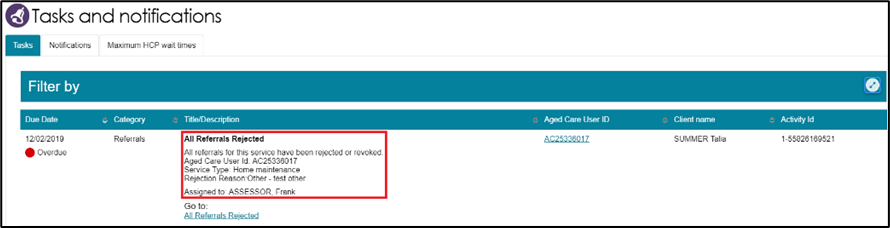 Tasks and notifications
Tasks Notifications Maximum HCP wait times
Filter by
Due Date Category Title/Description Aged Care User ID Client name Activity Id
12/02/2019 Referrals All Referrals Rejected AC25336017 SUMMER Talia 1-55826169521
Overdue
All referrals for this service have been rejected or revoked.
Aged Care User Id: AC25336017
Service Type: Home maintenance
Rejection Reason:Other - test other
Assigned to: ASSESSOR, Frank
Go to:
All Referrals Rejected